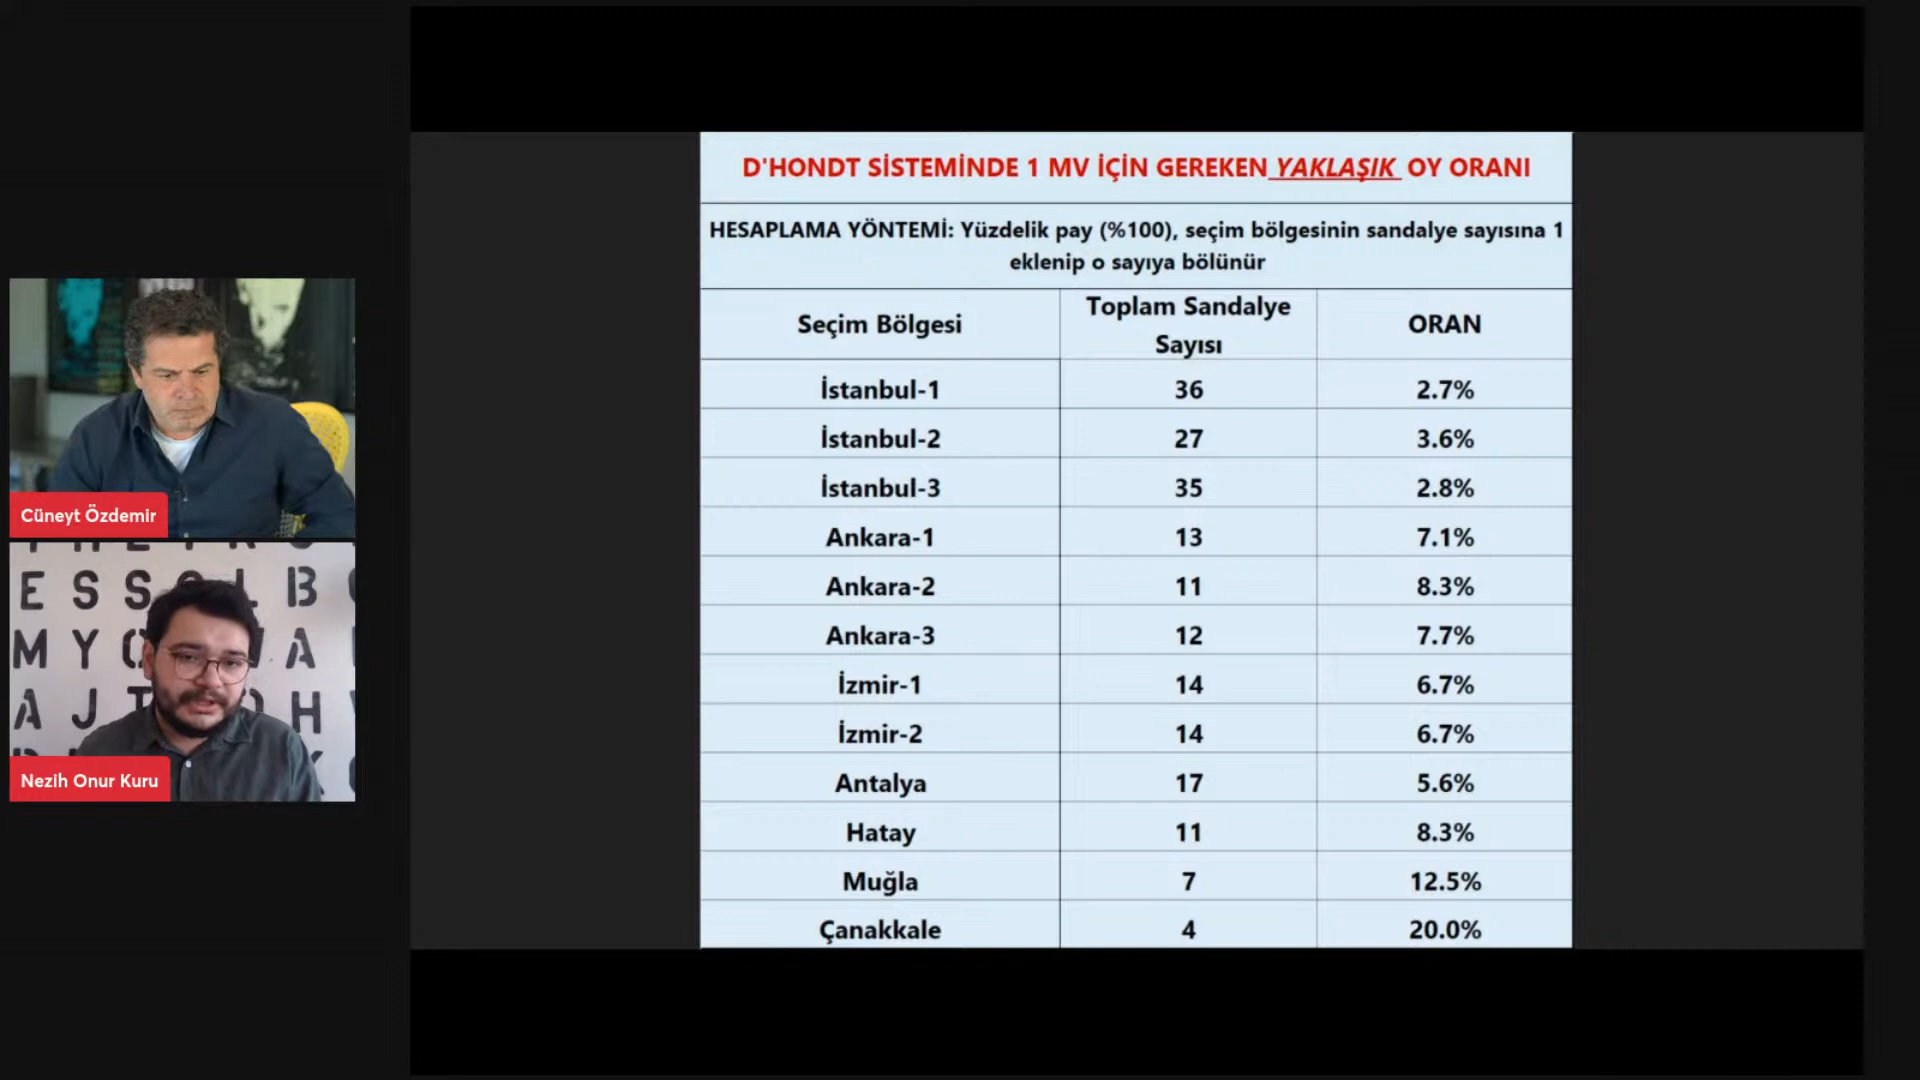 D'HONDT SİSTEMİNDE 1 MV İÇİN GEREKEN YAKLAŞIK OY ORANI
HESAPLAMA YÖNTEMİ: Yüzdelik pay (%100), seçim bölgesinin sandalye sayısına 1
eklenip o sayıya bölünür
Seçim Bölgesi Toplam Sandalye Sayısı ORAN
İstanbul-1 36 2.7%
İstanbul-2 27 3.6%
İstanbul-3 35 2.8%
Ankara-1 13 7.1%
Ankara-2 11 8.3%
Ankara-3 12 7.7%
İzmir-1 14 6.7%
İzmir-2 14 6.7%
Antalya 17 5.6%
Hatay 11 8.3%
Muğla 7 12.5%
Çanakkale 4 20.0%
Cüneyt Özdemir
E S S L B
M Y A
A J H
Nezih Onur Kuru